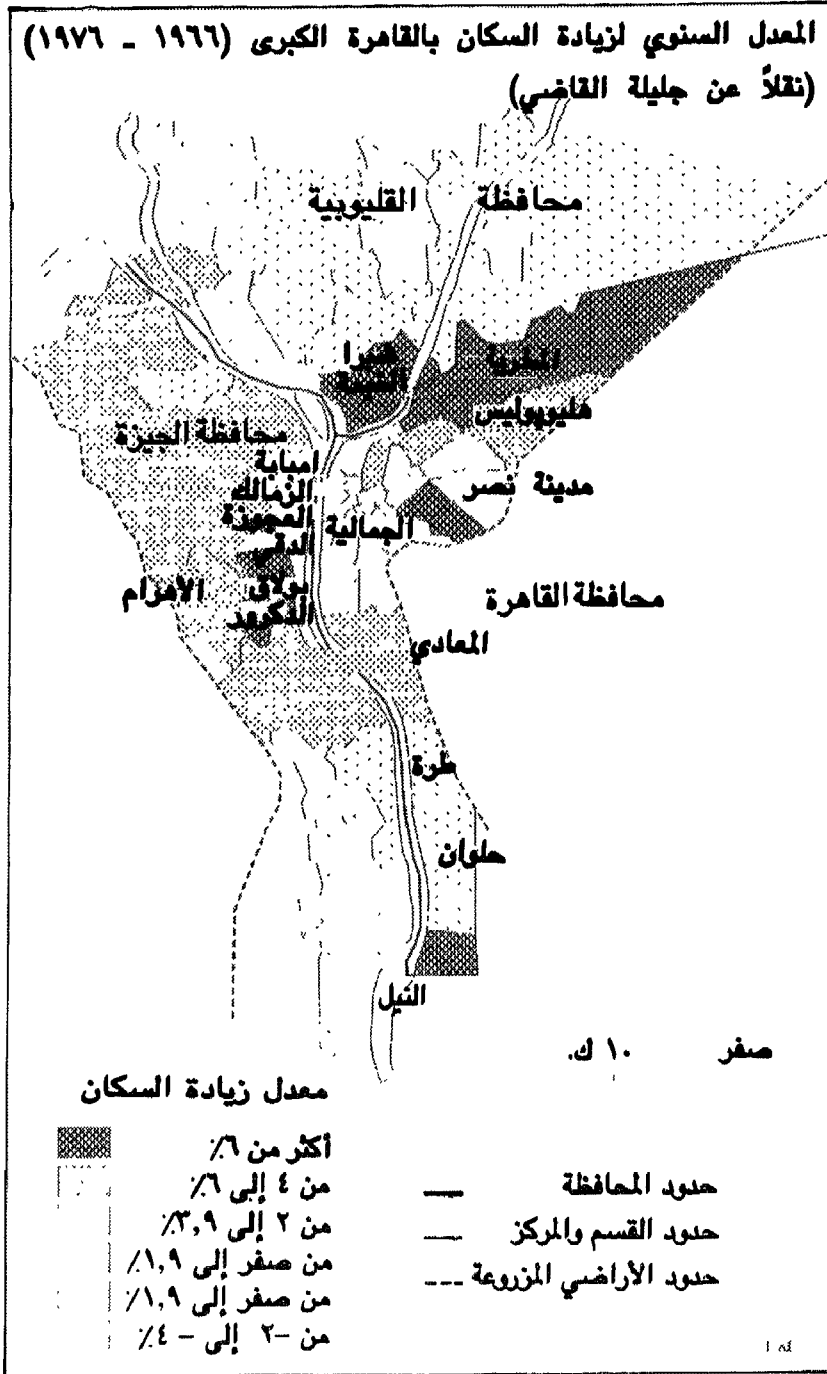 المعدل السنوي لزيادة السكان بالقاهرة الكبرى (١٩٦٦ - ١٩٧٦)
(نقلاً عن جليلة القاضي)
محافظة القليوبية
شبرا
الخيمة
المطرية
هليوبوليس
محافظة الجيزة
امبابة
الزمالك
مدينة نصر
العجوزة
الجمالية
الدقي
بولاق
الدكرور
الأهرام
محافظة القاهرة
المعادي
طرة
حلوان
النيل
صفر ١٠ ك.
معدل زيادة السكان
أكثر من ٦٪
من ٤ إلى ٦٪
من ٢ إلى ٣,٩٪
من صفر إلى ١,٩٪
من صفر إلى ١,٩٪
من -٢ إلى - ٤٪
حدود المحافظة
حدود القسم والمركز
حدود الأراضي المزروعة